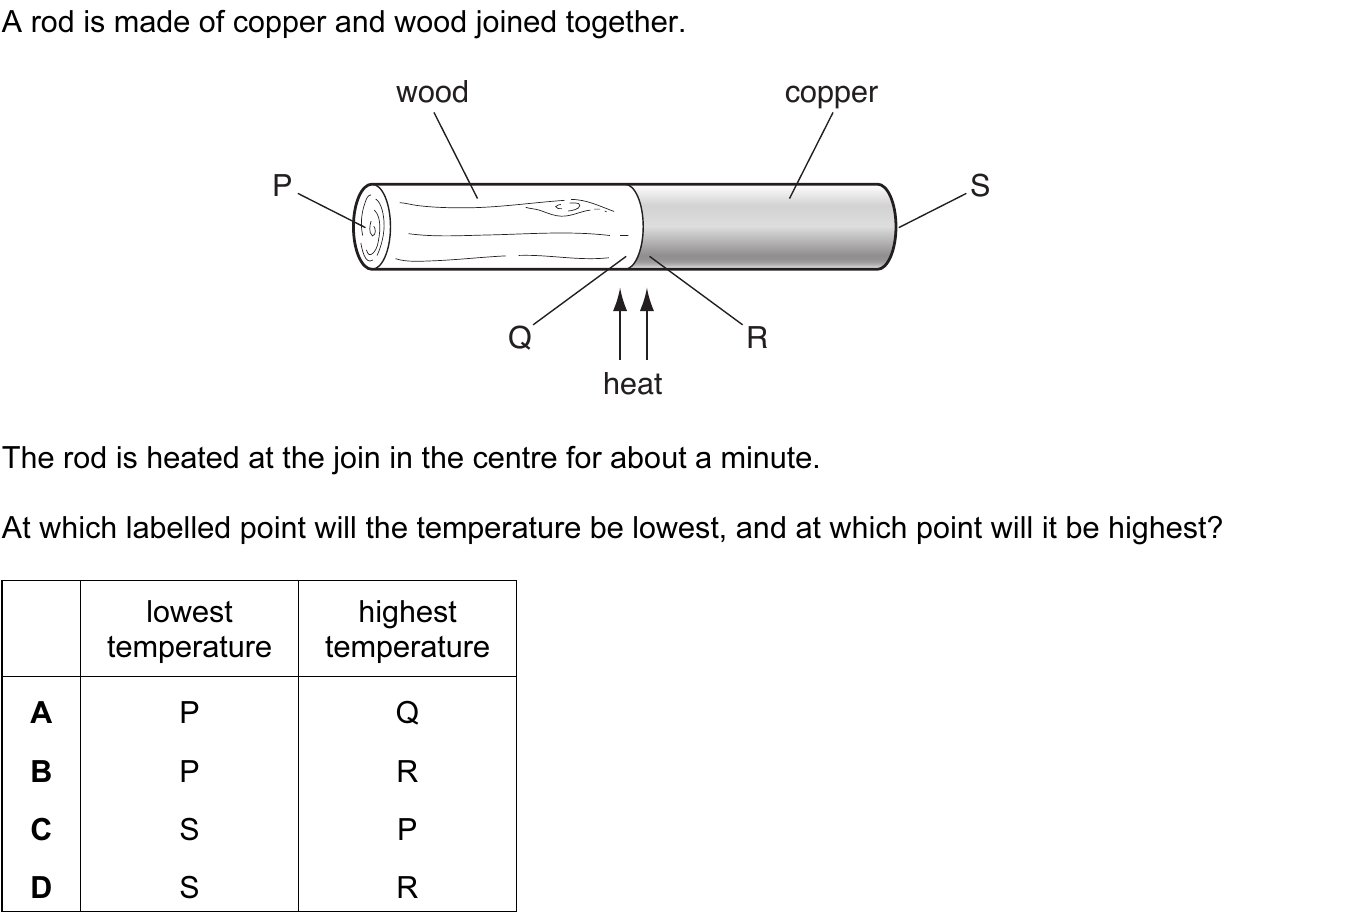 A rod is made of copper and wood joined together.
wood
copper
P
S
Q
R
heat
The rod is heated at the join in the centre for about a minute.
At which labelled point will the temperature be lowest, and at which point will it be highest?
lowest temperature highest temperature
A P Q
B P R
C S P
D S R